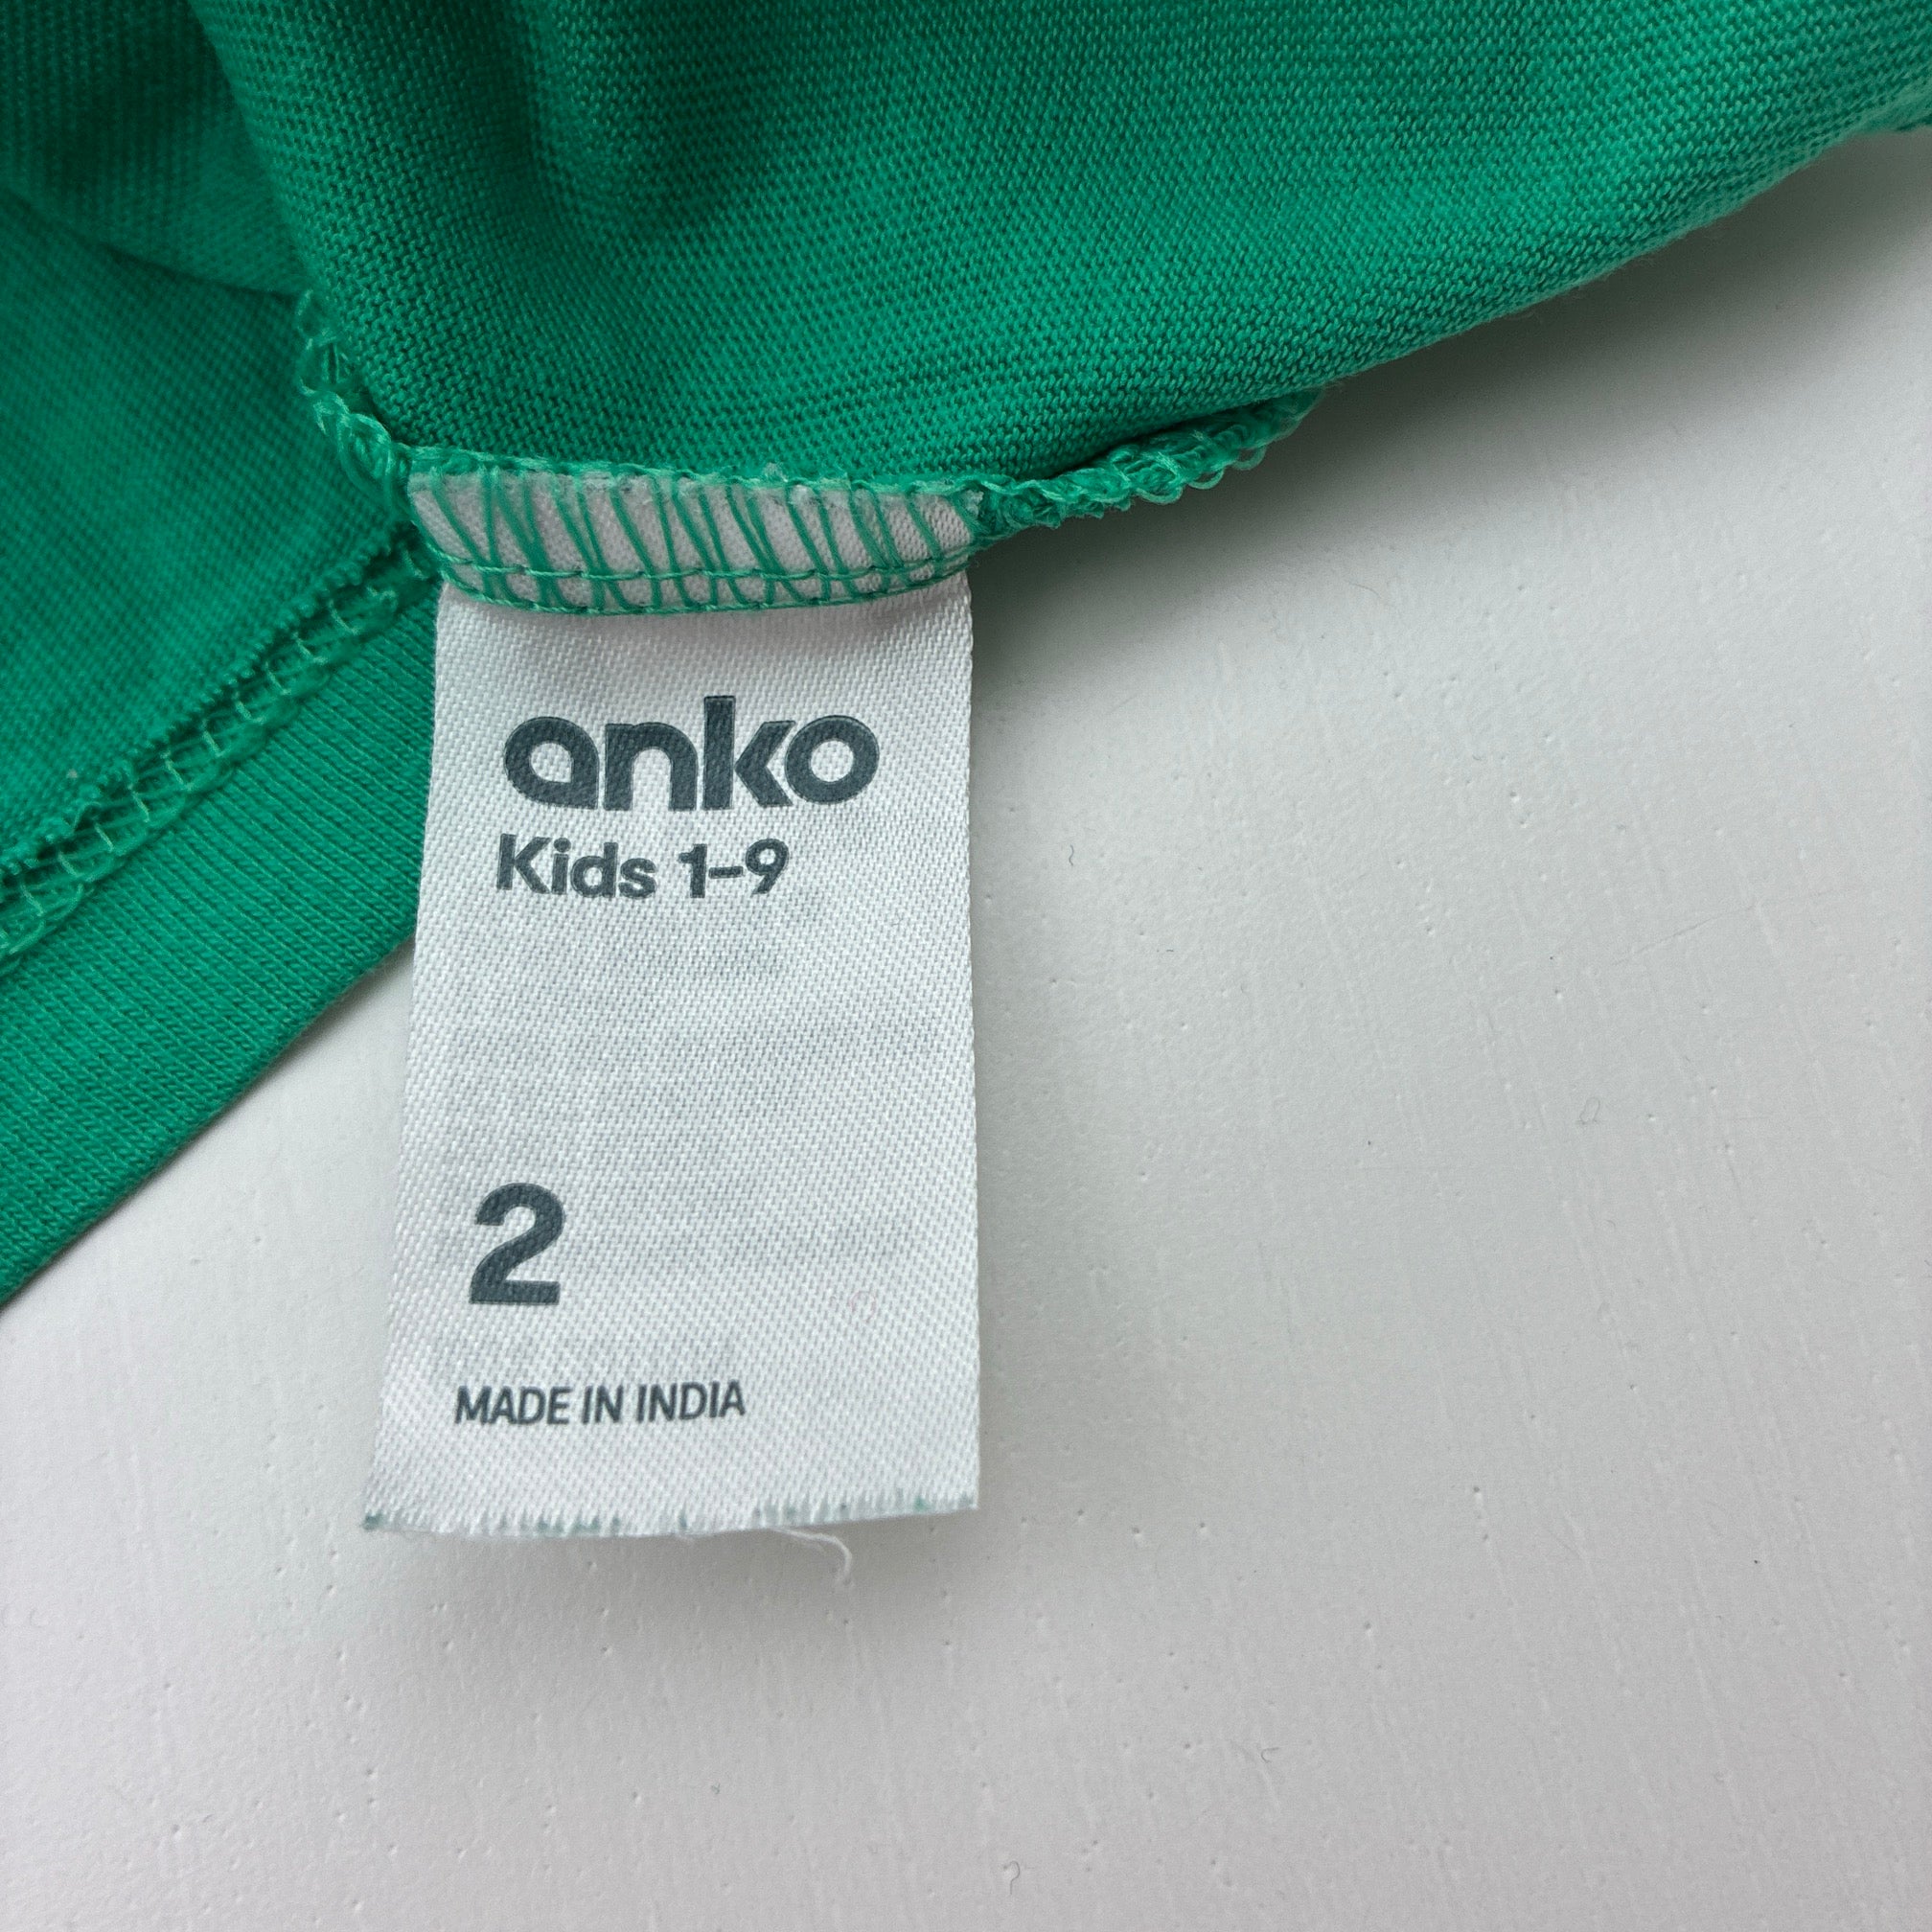 anko
Kids 1-9
2
MADE IN INDIA